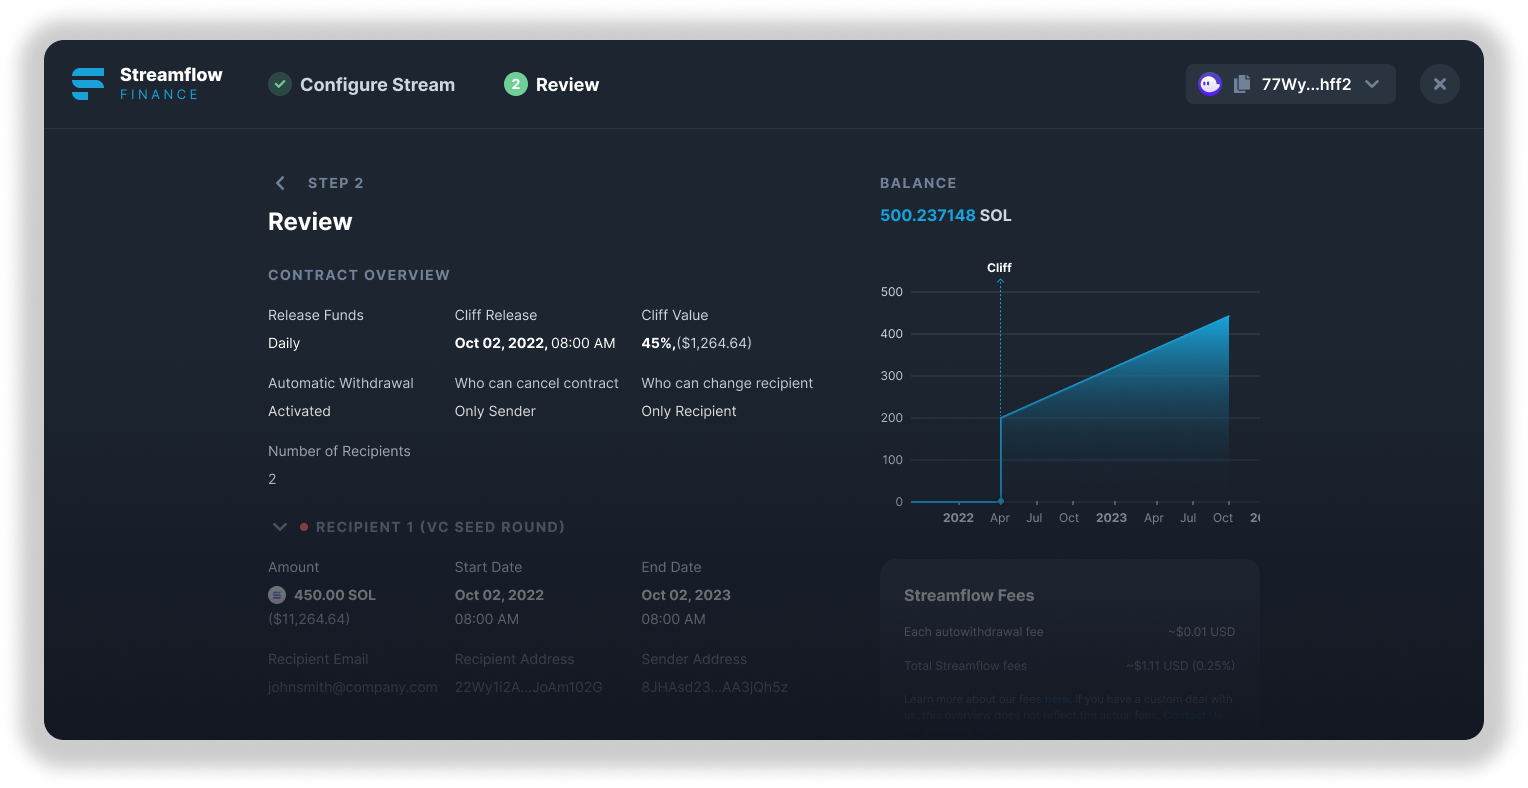 Streamflow
FINANCE
Configure Stream
2 Review
77Wy...hff2
STEP 2
Review
CONTRACT OVERVIEW
Release Funds Cliff Release Cliff Value
Daily Oct 02, 2022, 08:00 AM 45%,($1,264.64)
Automatic Withdrawal Who can cancel contract Who can change recipient
Activated Only Sender Only Recipient
Number of Recipients
2
RECIPIENT 1 (VC SEED ROUND)
Amount Start Date End Date
450.00 SOL Oct 02, 2022 Oct 02, 2023
($11,264.64) 08:00 AM 08:00 AM
Recipient Email Recipient Address Sender Address
johnsmith@company.com 22Wy1i2A...JoAm102G 8JHAsd23...AA3jQh5z
BALANCE
500.237148 SOL
Cliff
500
400
300
200
100
0
2022 Apr Jul Oct 2023 Apr Jul Oct 20
Streamflow Fees
Each autowithdrawal fee ~$0.01 USD
Total Streamflow fees ~$1.11 USD (0.25%)
Learn more about our fees here. If you have a custom deal with
us, this overview does not reflect the actual fees. Contact Us